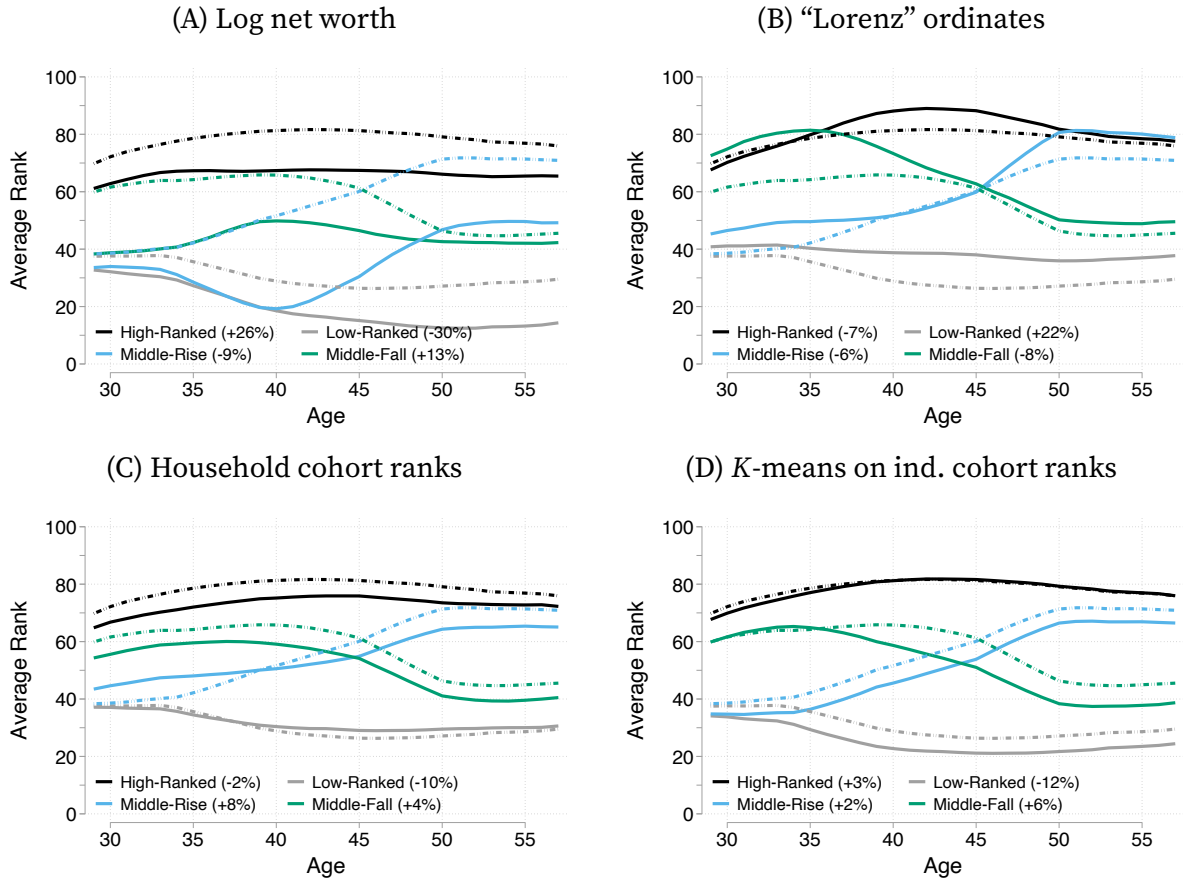 (A) Log net worth
100
80
60
40
20
0
Average Rank
High-Ranked (+26%)
Low-Ranked (-30%)
Middle-Rise (-9%)
Middle-Fall (+13%)
30 35 40 45 50 55
Age
(B) “Lorenz” ordinates
100
80
60
40
20
0
Average Rank
High-Ranked (-7%)
Low-Ranked (+22%)
Middle-Rise (-6%)
Middle-Fall (-8%)
30 35 40 45 50 55
Age
(C) Household cohort ranks
100
80
60
40
20
0
Average Rank
High-Ranked (-2%)
Low-Ranked (-10%)
Middle-Rise (+8%)
Middle-Fall (+4%)
30 35 40 45 50 55
Age
(D) K-means on ind. cohort ranks
100
80
60
40
20
0
Average Rank
High-Ranked (+3%)
Low-Ranked (-12%)
Middle-Rise (+2%)
Middle-Fall (+6%)
30 35 40 45 50 55
Age